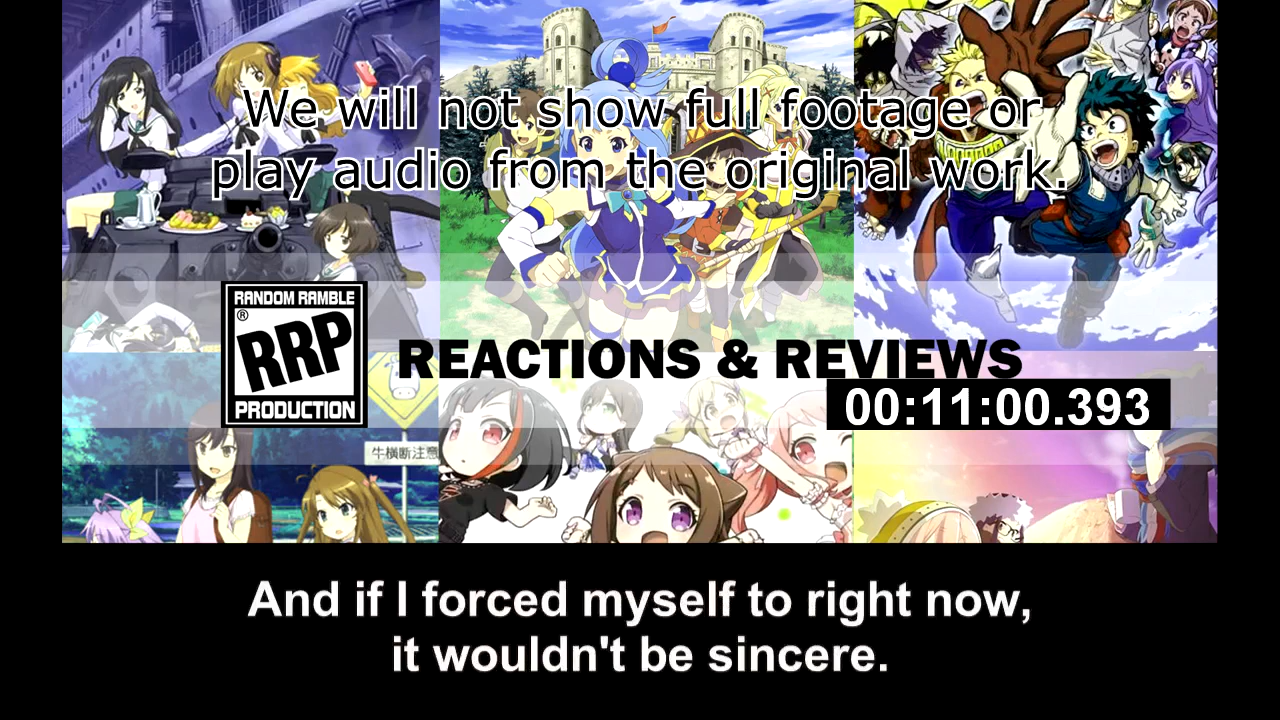 We will not show full footage or
play audio from the original work.
RANDOM RAMBLE
®
RRP
PRODUCTION
REACTIONS & REVIEWS
00:11:00.393
牛横断注意
And if I forced myself to right now,
it wouldn't be sincere.